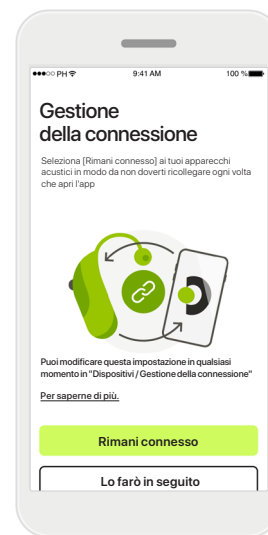 PH 9:41 AM 100 %
Gestione
della connessione
Seleziona [Rimani connesso] ai tuoi apparecchi
acustici in modo da non doverti ricollegare ogni volta
che apri l'app
Puoi modificare questa impostazione in qualsiasi
momento in "Dispositivi / Gestione della connessione"
Per saperne di più.
Rimani connesso
Lo farò in seguito